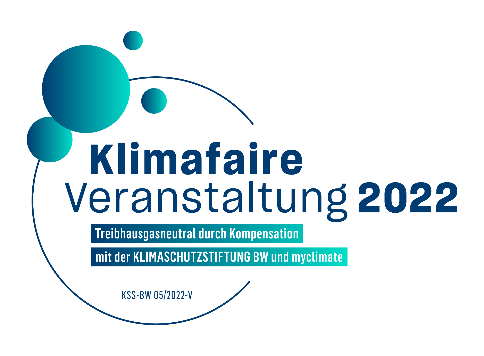 Klimafaire
Veranstaltung 2022
Treibhausgasneutral durch Kompensation
mit der KLIMASCHUTZSTIFTUNG BW und myclimate
KSS-BW 05/2022-V